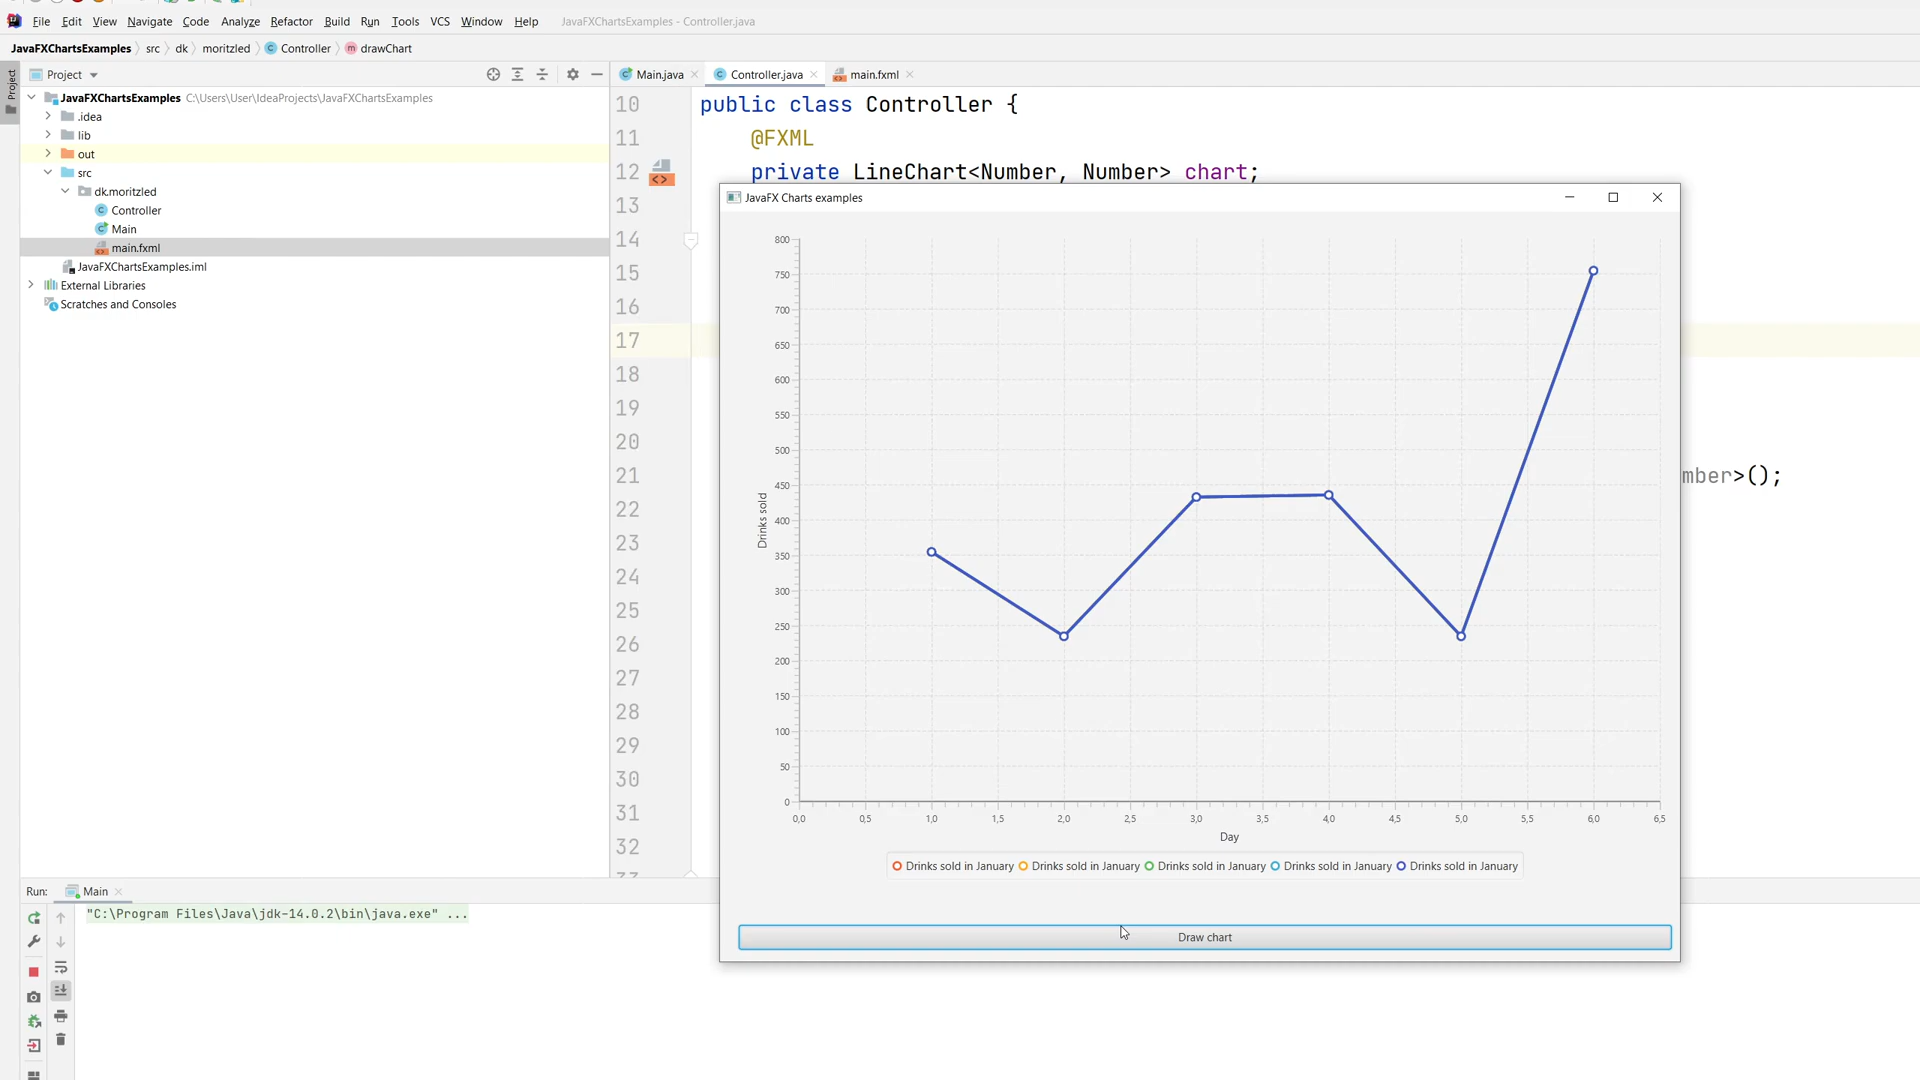 File Edit View Navigate Code Analyze Refactor Build Run Tools VCS Window Help JavaFXChartsExamples - Controller.java
JavaFXChartsExamples src dk moritzled Controller drawChart
Project
Project
JavaFXChartsExamples C:\Users\User\IdeaProjects\JavaFXChartsExamples
.idea
lib
out
src
dk.moritzled
Controller
Main
main.fxml
JavaFXChartsExamples.iml
External Libraries
Scratches and Consoles
Main.java Controller.java main.fxml
10 public class Controller {
11 @FXML
12 private LineChart<Number, Number> chart;
13
14
15
16
17
18
19
20
21 mber>();
22
23
24
25
26
27
28
29
30
31
32
JavaFX Charts examples
800
750
700
650
600
550
500
450
400
350
300
250
200
150
100
50
0
Drinks sold
0,0 0,5 1,0 1,5 2,0 2,5 3,0 3,5 4,0 4,5 5,0 5,5 6,0 6,5
Day
Drinks sold in January Drinks sold in January Drinks sold in January Drinks sold in January Drinks sold in January
Draw chart
Run: Main
"C:\Program Files\Java\jdk-14.0.2\bin\java.exe" ...